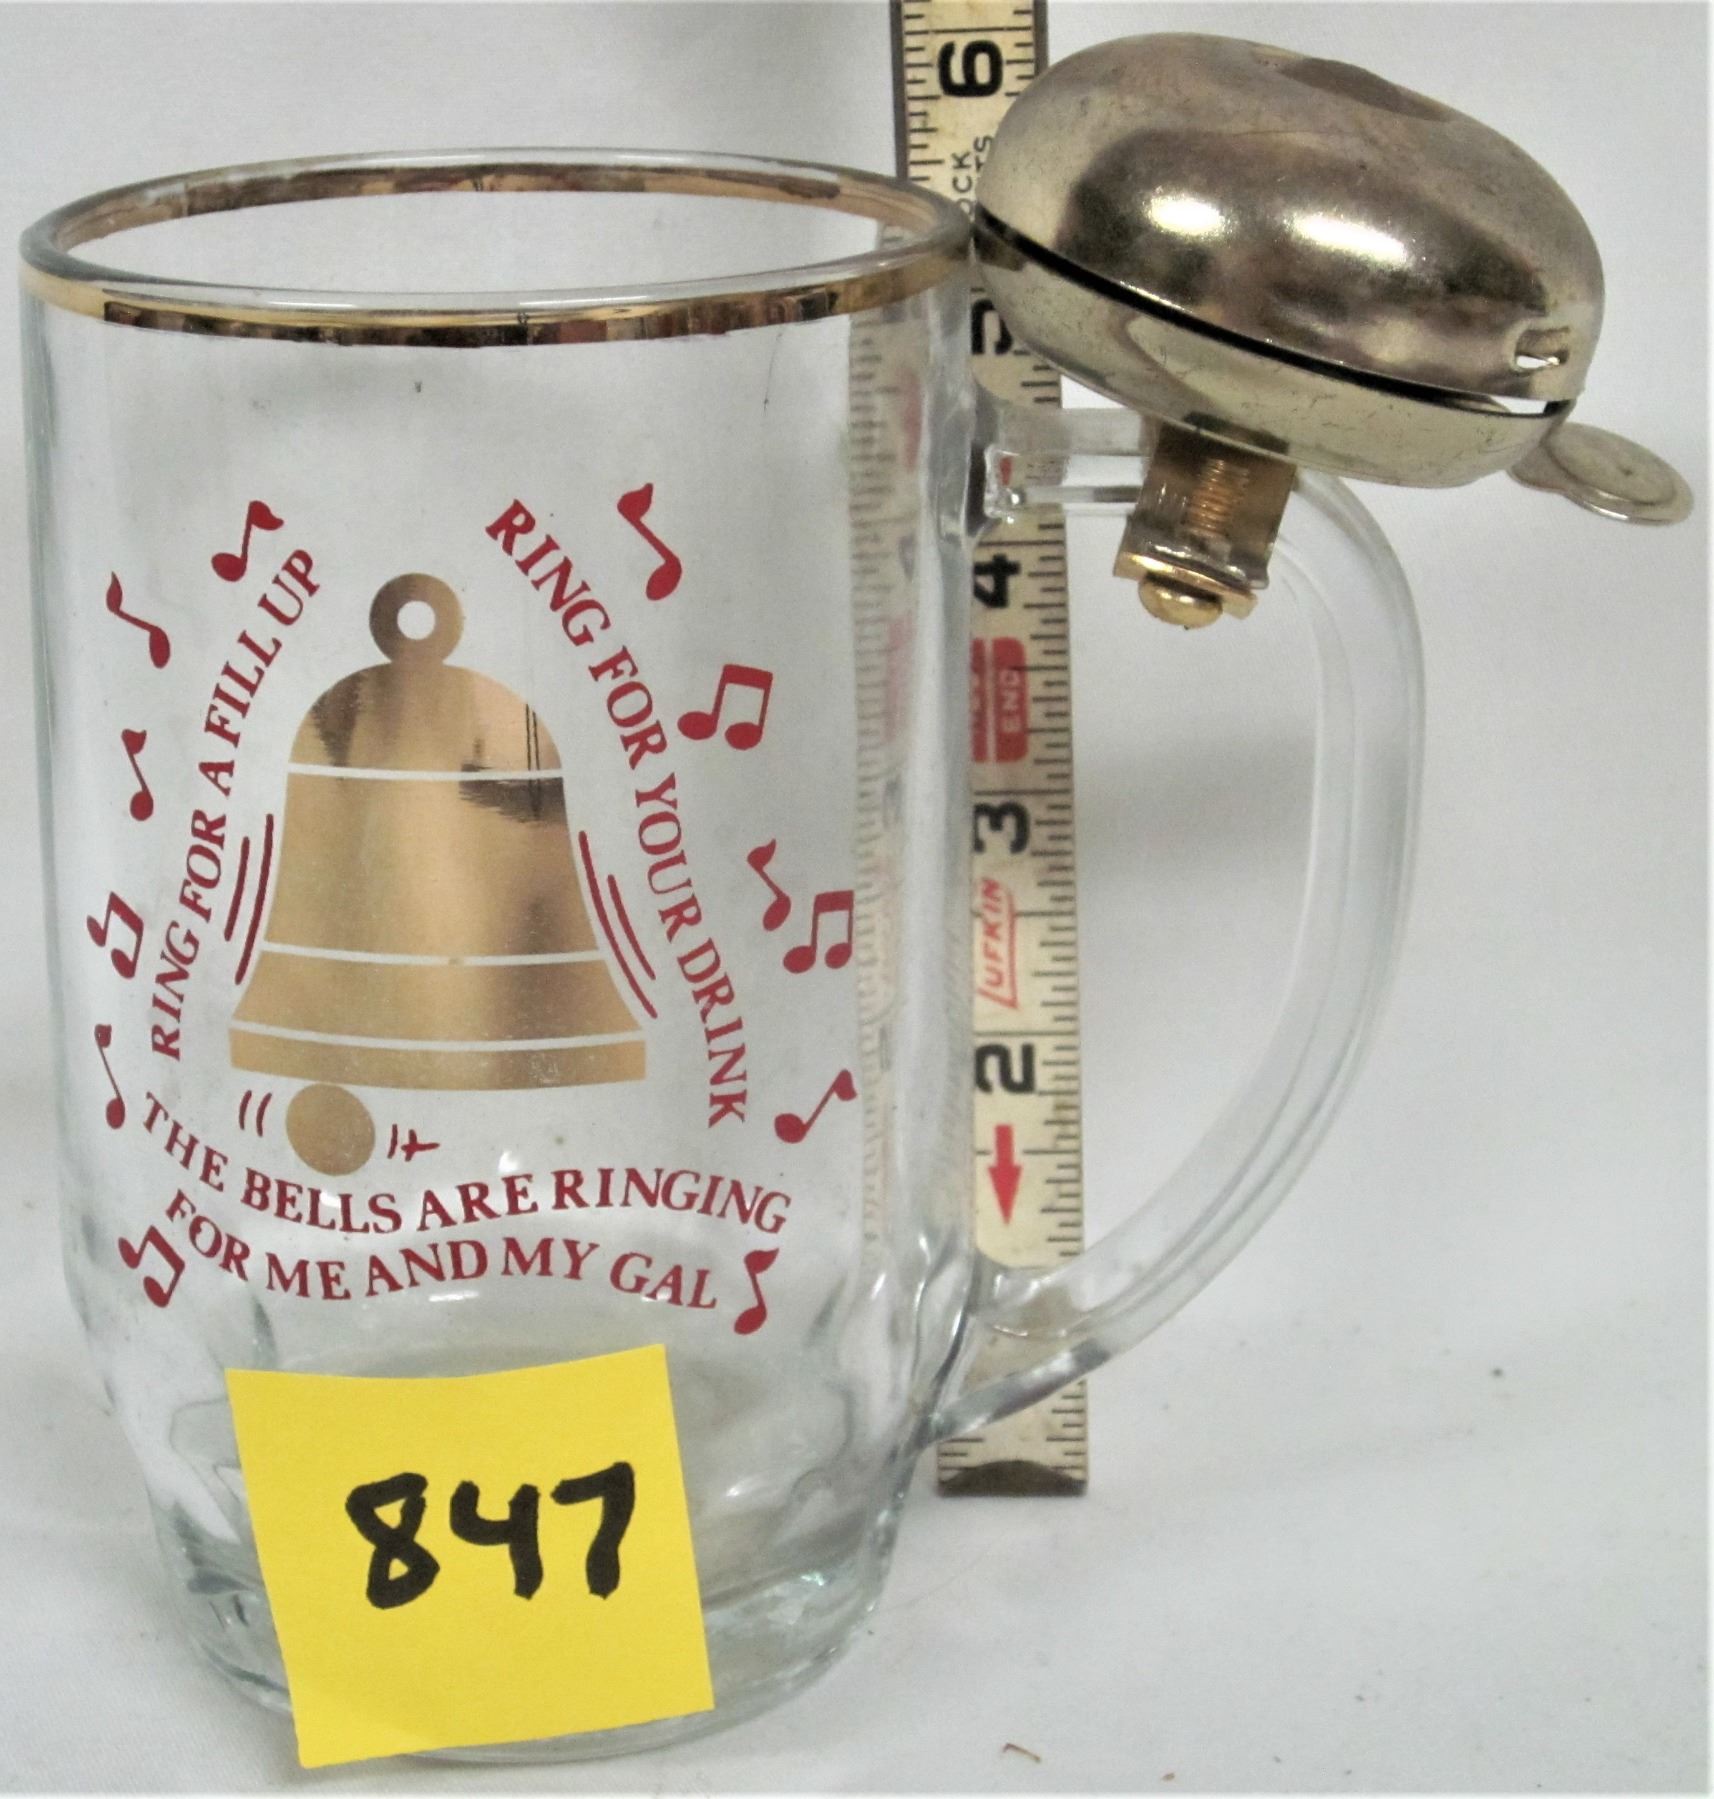 RING FOR A FILL UP
RING FOR YOUR DRINK
THE BELLS ARE RINGING
FOR ME AND MY GAL
847
6
5
4
END
3
LUFKIN
2